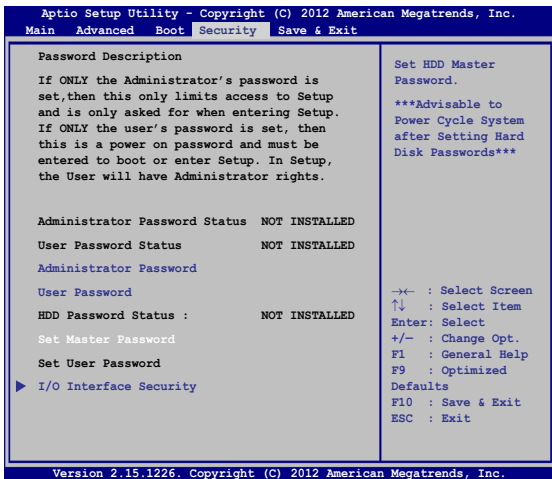 Aptio Setup Utility - Copyright (C) 2012 American Megatrends, Inc.
Main Advanced Boot Security Save & Exit
Password Description
If ONLY the Administrator's password is
set,then this only limits access to Setup
and is only asked for when entering Setup.
If ONLY the user's password is set, then
this is a power on password and must be
entered to boot or enter Setup. In Setup,
the User will have Administrator rights.
Administrator Password Status NOT INSTALLED
User Password Status NOT INSTALLED
Administrator Password
User Password
HDD Password Status : NOT INSTALLED
Set Master Password
Set User Password
I/O Interface Security
Set HDD Master
Password.
***Advisable to
Power Cycle System
after Setting Hard
Disk Passwords***
→← : Select Screen
↑↓ : Select Item
Enter: Select
+/− : Change Opt.
F1 : General Help
F9 : Optimized
Defaults
F10 : Save & Exit
ESC : Exit
Version 2.15.1226. Copyright (C) 2012 American Megatrends, Inc.